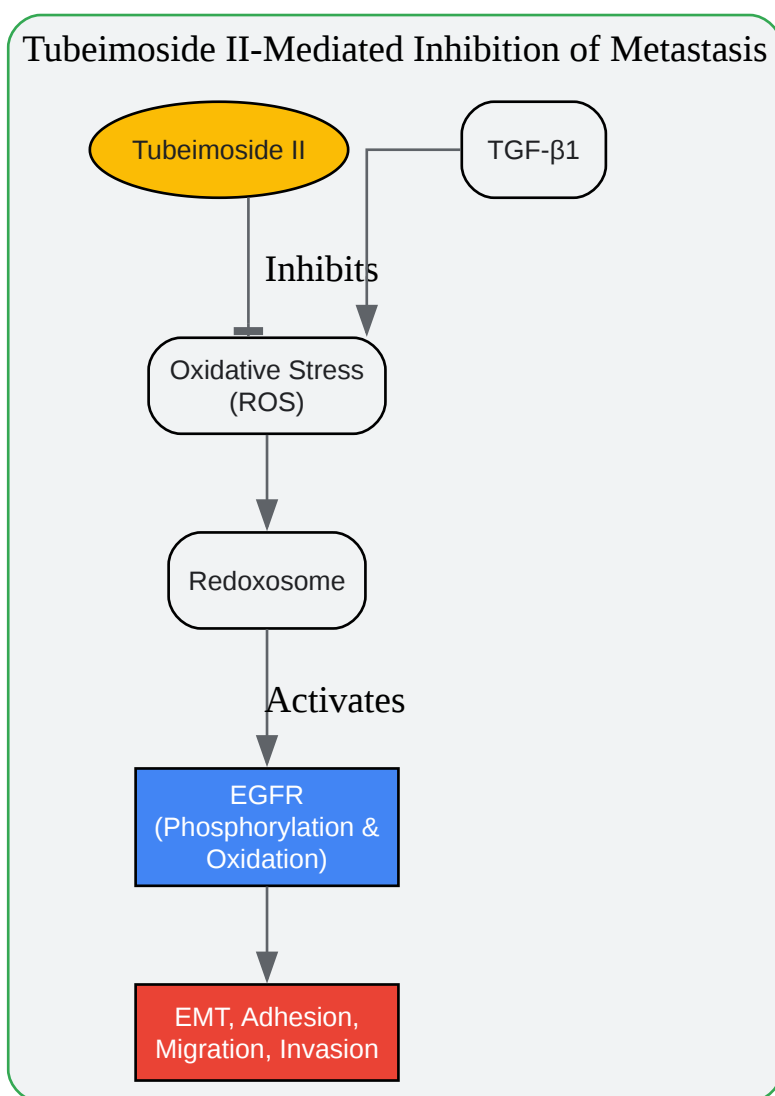 Tubeimoside II-Mediated Inhibition of Metastasis
Tubeimoside II
TGF-β1
Inhibits
Oxidative Stress
(ROS)
Redoxosome
Activates
EGFR
(Phosphorylation &
Oxidation)
EMT, Adhesion,
Migration, Invasion